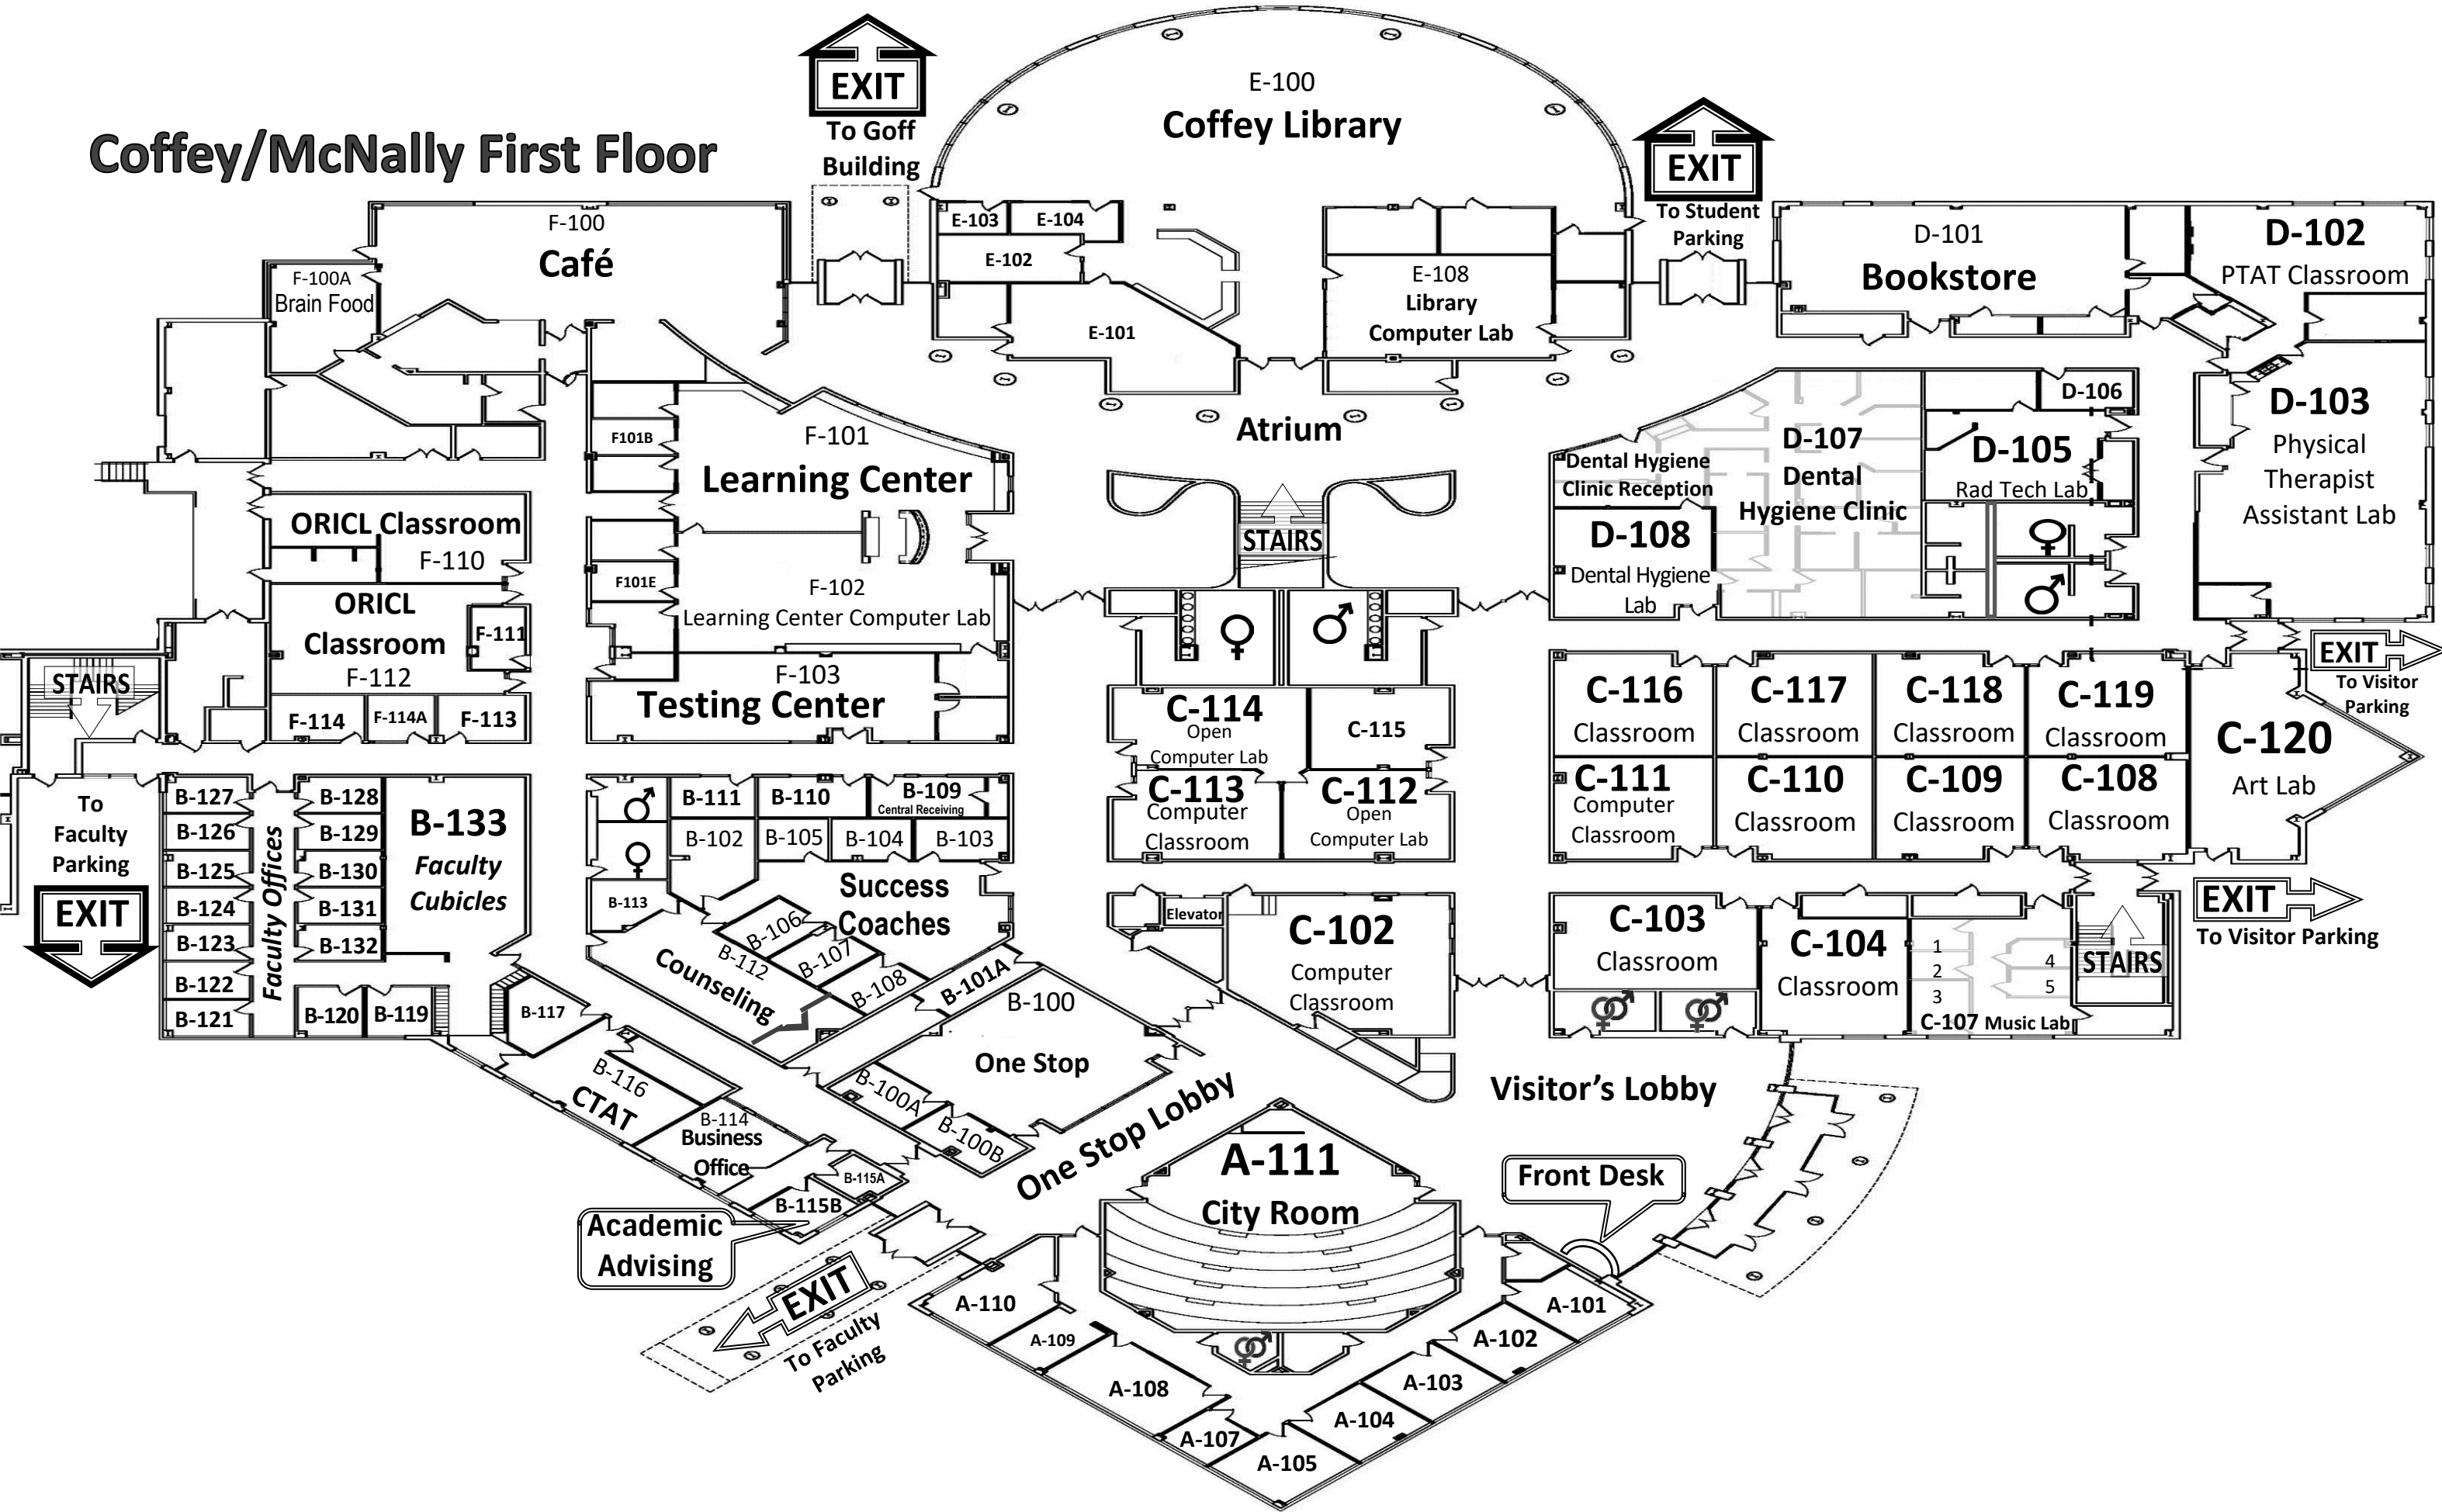 Coffey/McNally First Floor
EXIT
To Goff
Building
E-100
Coffey Library
EXIT
To Student
Parking
F-100
Café
F-100A
Brain Food
E-103
E-104
E-102
E-101
E-108
Library
Computer Lab
D-101
Bookstore
D-102
PTAT Classroom
D-103
Physical
Therapist
Assistant Lab
D-106
D-105
Rad Tech Lab
D-107
Dental
Hygiene Clinic
Dental Hygiene
Clinic Reception
D-108
Dental Hygiene
Lab
Atrium
STAIRS
F101B
F-101
Learning Center
F101E
F-102
Learning Center Computer Lab
F-103
Testing Center
ORICL Classroom
F-110
ORICL
Classroom
F-112
F-111
F-114
F-114A
F-113
STAIRS
C-114
Open
Computer Lab
C-115
C-113
Computer
Classroom
C-112
Open
Computer Lab
C-116
Classroom
C-117
Classroom
C-118
Classroom
C-119
Classroom
C-111
Computer
Classroom
C-110
Classroom
C-109
Classroom
C-108
Classroom
C-120
Art Lab
EXIT
To Visitor
Parking
EXIT
To Visitor Parking
To
Faculty
Parking
EXIT
B-127
B-126
B-125
B-124
B-123
B-122
B-121
Faculty Offices
B-128
B-129
B-130
B-131
B-132
B-120
B-119
B-133
Faculty
Cubicles
B-111
B-110
B-109
Central Receiving
B-102
B-105
B-104
B-103
B-113
Success
Coaches
B-106
B-107
B-108
B-112
Counseling
B-101A
B-100
One Stop
B-100A
B-100B
B-117
B-116
CTAT
B-114
Business
Office
B-115A
B-115B
Academic
Advising
EXIT
To Faculty
Parking
One Stop Lobby
Elevator
C-102
Computer
Classroom
C-103
Classroom
C-104
Classroom
1
2
3
4
5
C-107 Music Lab
STAIRS
Visitor's Lobby
Front Desk
A-111
City Room
A-110
A-109
A-108
A-107
A-105
A-104
A-103
A-102
A-101